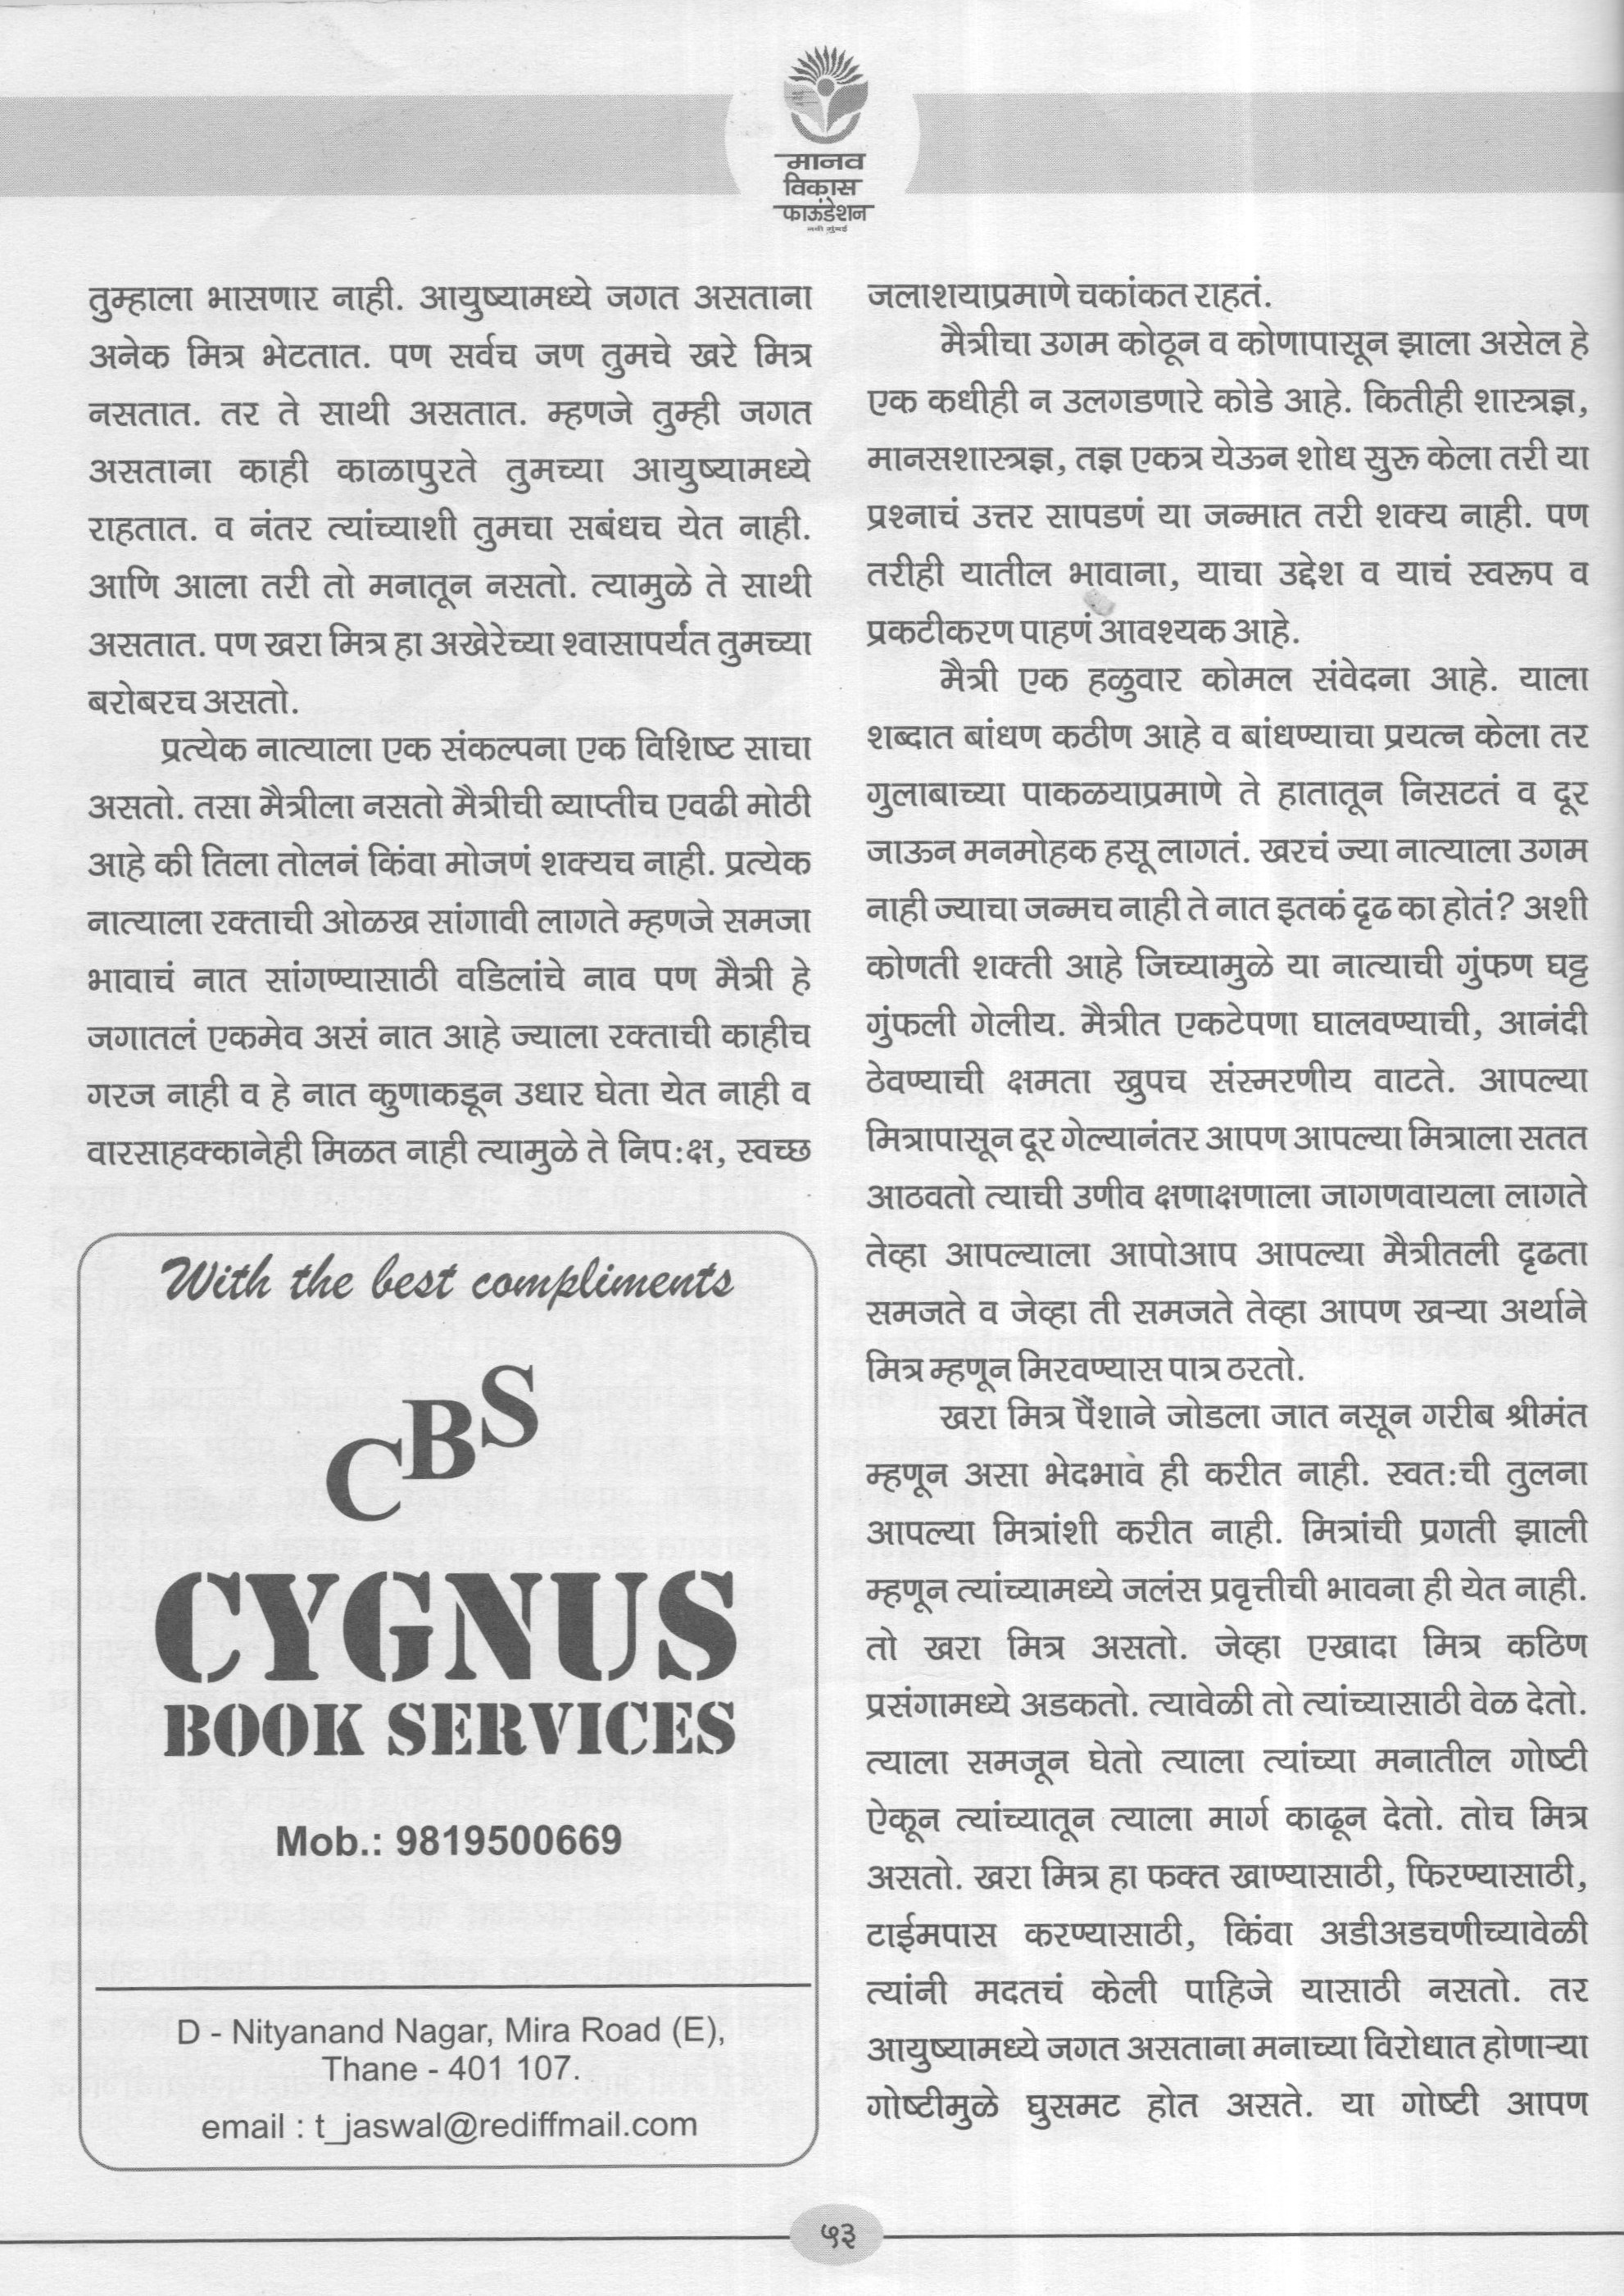 मानव
विकास
फाऊंडेशन
नवी मुंबई
तुम्हाला भासणार नाही. आयुष्यामध्ये जगत असताना
अनेक मित्र भेटतात. पण सर्वच जण तुमचे खरे मित्र
नसतात. तर ते साथी असतात. म्हणजे तुम्ही जगत
असताना काही काळापुरते तुमच्या आयुष्यामध्ये
राहतात. व नंतर त्यांच्याशी तुमचा सबंधच येत नाही.
आणि आला तरी तो मनातून नसतो. त्यामुळे ते साथी
असतात. पण खरा मित्र हा अखेरेच्या श्वासापर्यंत तुमच्या
बरोबरच असतो.
प्रत्येक नात्याला एक संकल्पना एक विशिष्ट साचा
असतो. तसा मैत्रीला नसतो मैत्रीची व्याप्तीच एवढी मोठी
आहे की तिला तोलनं किंवा मोजणं शक्यच नाही. प्रत्येक
नात्याला रक्ताची ओळख सांगावी लागते म्हणजे समजा
भावाचं नात सांगण्यासाठी वडिलांचे नाव पण मैत्री हे
जगातलं एकमेव असं नात आहे ज्याला रक्ताची काहीच
गरज नाही व हे नात कुणाकडून उधार घेता येत नाही व
वारसाहक्कानेही मिळत नाही त्यामुळे ते निप:क्ष, स्वच्छ
With the best compliments
CBS
CYGNUS
BOOK SERVICES
Mob.: 9819500669
D - Nityanand Nagar, Mira Road (E),
Thane - 401 107.
email : t_jaswal@rediffmail.com
जलाशयाप्रमाणे चकांकत राहतं.
मैत्रीचा उगम कोठून व कोणापासून झाला असेल हे
एक कधीही न उलगडणारे कोडे आहे. कितीही शास्त्रज्ञ,
मानसशास्त्रज्ञ, तज्ञ एकत्र येऊन शोध सुरू केला तरी या
प्रश्नाचं उत्तर सापडणं या जन्मात तरी शक्य नाही. पण
तरीही यातील भावाना, याचा उद्देश व याचं स्वरूप व
प्रकटीकरण पाहणं आवश्यक आहे.
मैत्री एक हळुवार कोमल संवेदना आहे. याला
शब्दात बांधण कठीण आहे व बांधण्याचा प्रयत्न केला तर
गुलाबाच्या पाकळयाप्रमाणे ते हातातून निसटतं व दूर
जाऊन मनमोहक हसू लागतं. खरचं ज्या नात्याला उगम
नाही ज्याचा जन्मच नाही ते नात इतकं दृढ का होतं? अशी
कोणती शक्ती आहे जिच्यामुळे या नात्याची गुंफण घट्ट
गुंफली गेलीय. मैत्रीत एकटेपणा घालवण्याची, आनंदी
ठेवण्याची क्षमता खुपच संस्मरणीय वाटते. आपल्या
मित्रापासून दूर गेल्यानंतर आपण आपल्या मित्राला सतत
आठवतो त्याची उणीव क्षणाक्षणाला जागणवायला लागते
तेव्हा आपल्याला आपोआप आपल्या मैत्रीतली दृढता
समजते व जेव्हा ती समजते तेव्हा आपण खऱ्या अर्थाने
मित्र म्हणून मिरवण्यास पात्र ठरतो.
खरा मित्र पैंशाने जोडला जात नसून गरीब श्रीमंत
म्हणून असा भेदभाव ही करीत नाही. स्वत:ची तुलना
आपल्या मित्रांशी करीत नाही. मित्रांची प्रगती झाली
म्हणून त्यांच्यामध्ये जलंस प्रवृत्तीची भावना ही येत नाही.
तो खरा मित्र असतो. जेव्हा एखादा मित्र कठिण
प्रसंगामध्ये अडकतो. त्यावेळी तो त्यांच्यासाठी वेळ देतो.
त्याला समजून घेतो त्याला त्यांच्या मनातील गोष्टी
ऐकून त्यांच्यातून त्याला मार्ग काढून देतो. तोच मित्र
असतो. खरा मित्र हा फक्त खाण्यासाठी, फिरण्यासाठी,
टाईमपास करण्यासाठी, किंवा अडीअडचणीच्यावेळी
त्यांनी मदतचं केली पाहिजे यासाठी नसतो. तर
आयुष्यामध्ये जगत असताना मनाच्या विरोधात होणाऱ्या
गोष्टीमुळे घुसमट होत असते. या गोष्टी आपण
५३